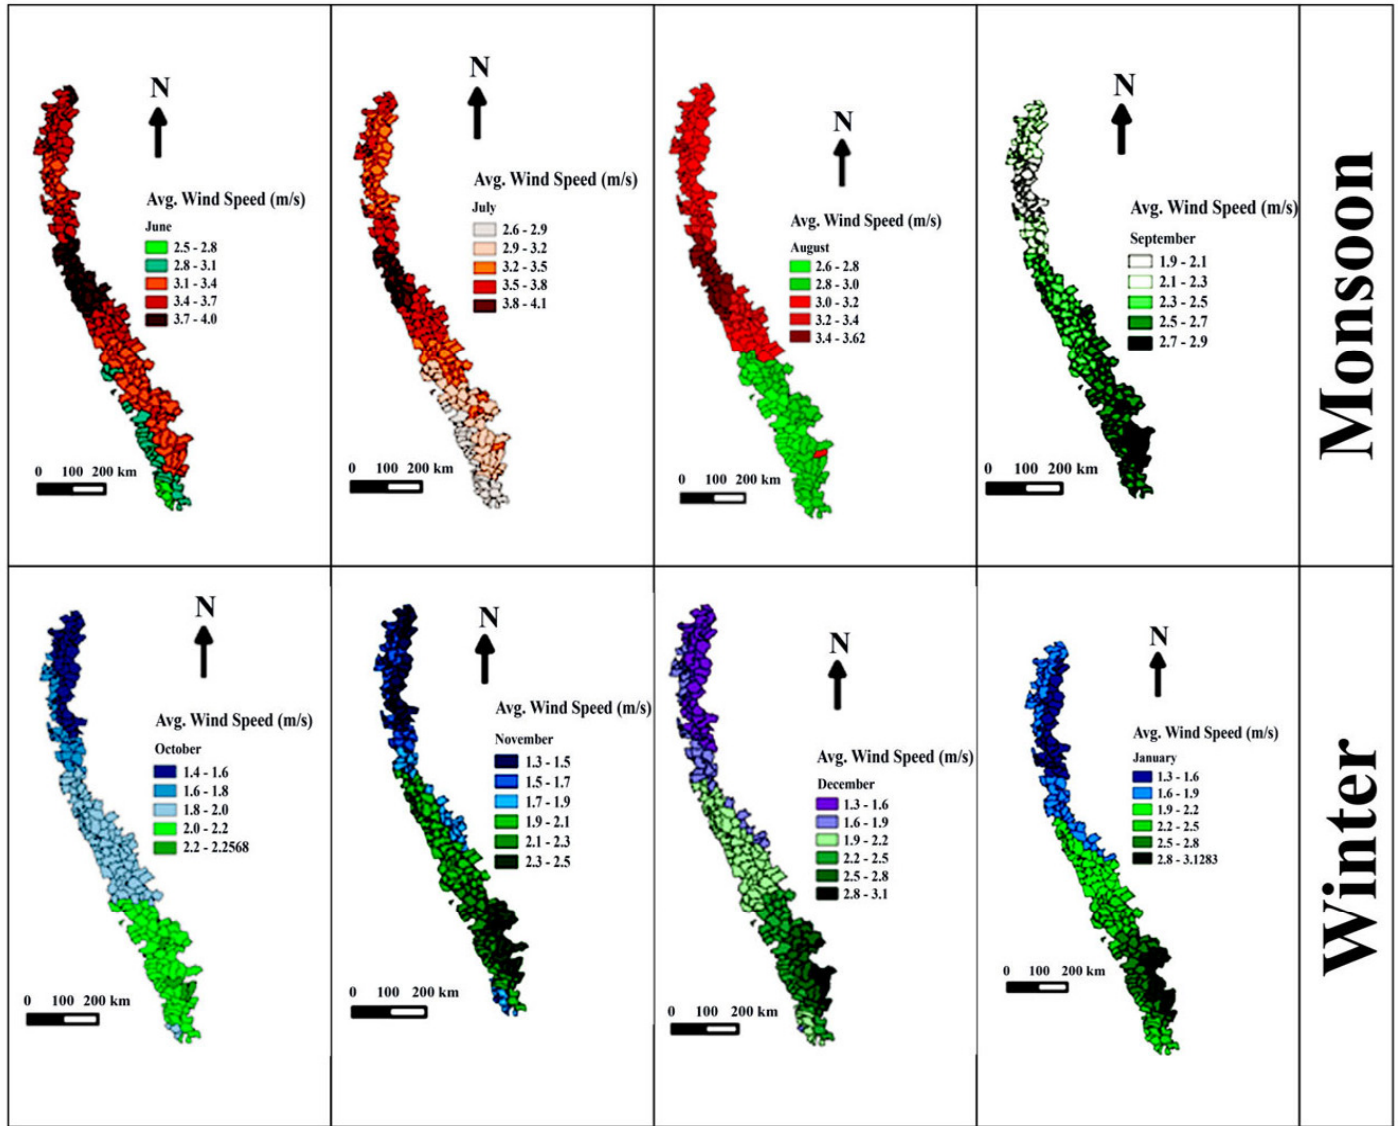 N
Avg. Wind Speed (m/s)
June
2.5 - 2.8
2.8 - 3.1
3.1 - 3.4
3.4 - 3.7
3.7 - 4.0
0 100 200 km
N
Avg. Wind Speed (m/s)
July
2.6 - 2.9
2.9 - 3.2
3.2 - 3.5
3.5 - 3.8
3.8 - 4.1
0 100 200 km
N
Avg. Wind Speed (m/s)
August
2.6 - 2.8
2.8 - 3.0
3.0 - 3.2
3.2 - 3.4
3.4 - 3.62
0 100 200 km
N
Avg. Wind Speed (m/s)
September
1.9 - 2.1
2.1 - 2.3
2.3 - 2.5
2.5 - 2.7
2.7 - 2.9
0 100 200 km
Monsoon
N
Avg. Wind Speed (m/s)
October
1.4 - 1.6
1.6 - 1.8
1.8 - 2.0
2.0 - 2.2
2.2 - 2.2568
0 100 200 km
N
Avg. Wind Speed (m/s)
November
1.3 - 1.5
1.5 - 1.7
1.7 - 1.9
1.9 - 2.1
2.1 - 2.3
2.3 - 2.5
0 100 200 km
N
Avg. Wind Speed (m/s)
December
1.3 - 1.6
1.6 - 1.9
1.9 - 2.2
2.2 - 2.5
2.5 - 2.8
2.8 - 3.1
0 100 200 km
N
Avg. Wind Speed (m/s)
January
1.3 - 1.6
1.6 - 1.9
1.9 - 2.2
2.2 - 2.5
2.5 - 2.8
2.8 - 3.1283
0 100 200 km
Winter